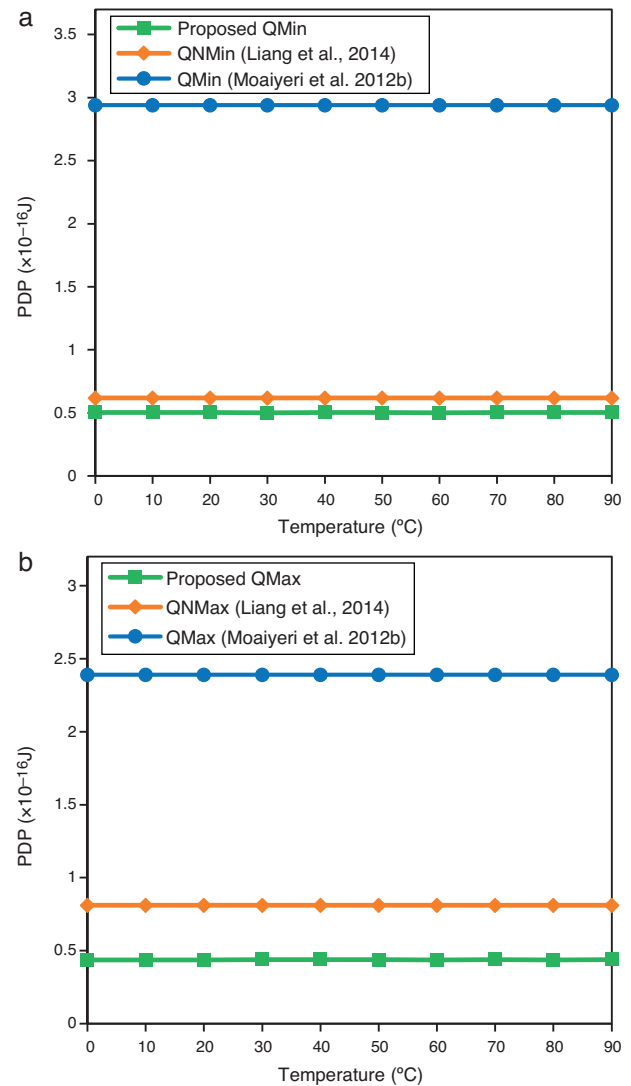 a
Proposed QMin
QNMin (Liang et al., 2014)
QMin (Moaiyeri et al. 2012b)
3.5
3
2.5
2
1.5
1
0.5
0
PDP (×10⁻¹⁶J)
0 10 20 30 40 50 60 70 80 90
Temperature (ºC)
b
Proposed QMax
QNMax (Liang et al., 2014)
QMax (Moaiyeri et al. 2012b)
3
2.5
2
1.5
1
0.5
0
PDP (×10⁻¹⁶J)
0 10 20 30 40 50 60 70 80 90
Temperature (ºC)